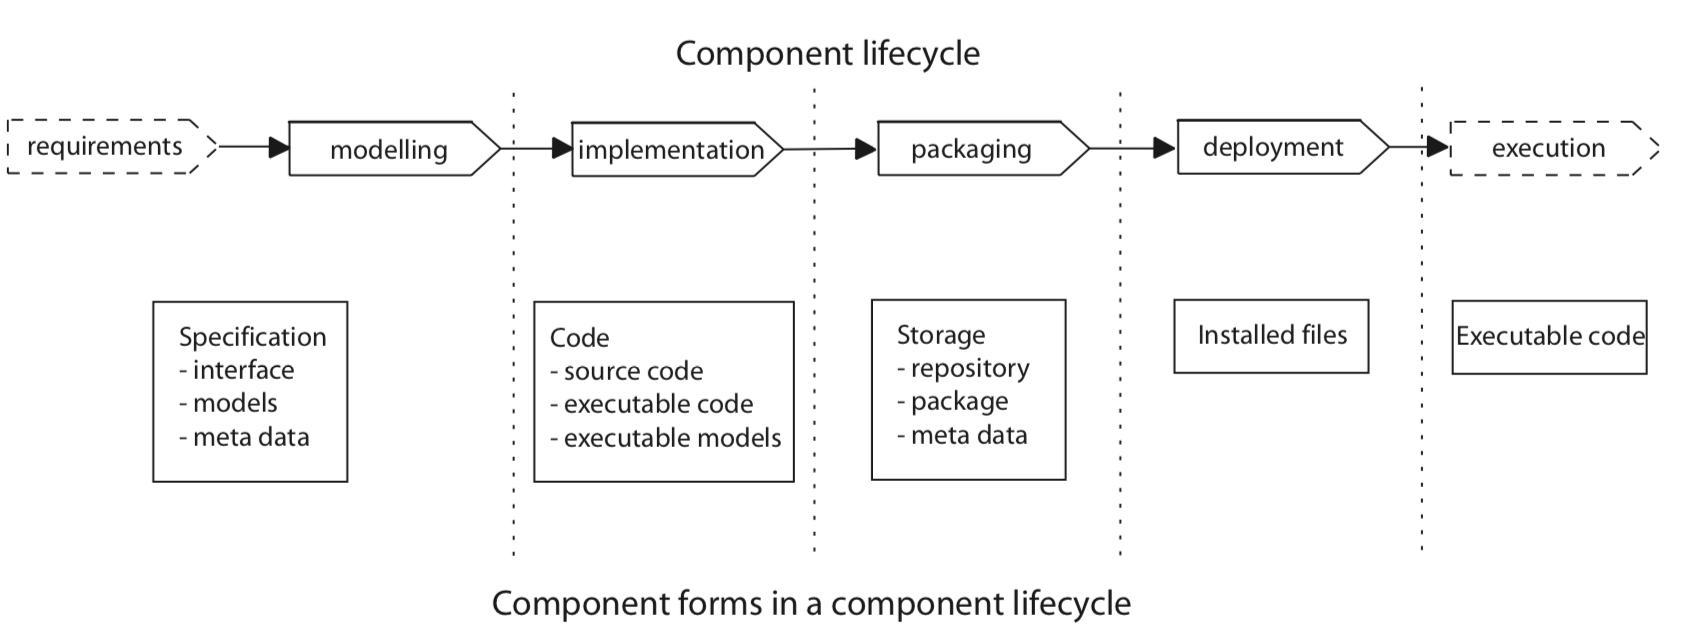 Component lifecycle
requirements
modelling
implementation
packaging
deployment
execution
Specification
- interface
- models
- meta data
Code
- source code
- executable code
- executable models
Storage
- repository
- package
- meta data
Installed files
Executable code
Component forms in a component lifecycle